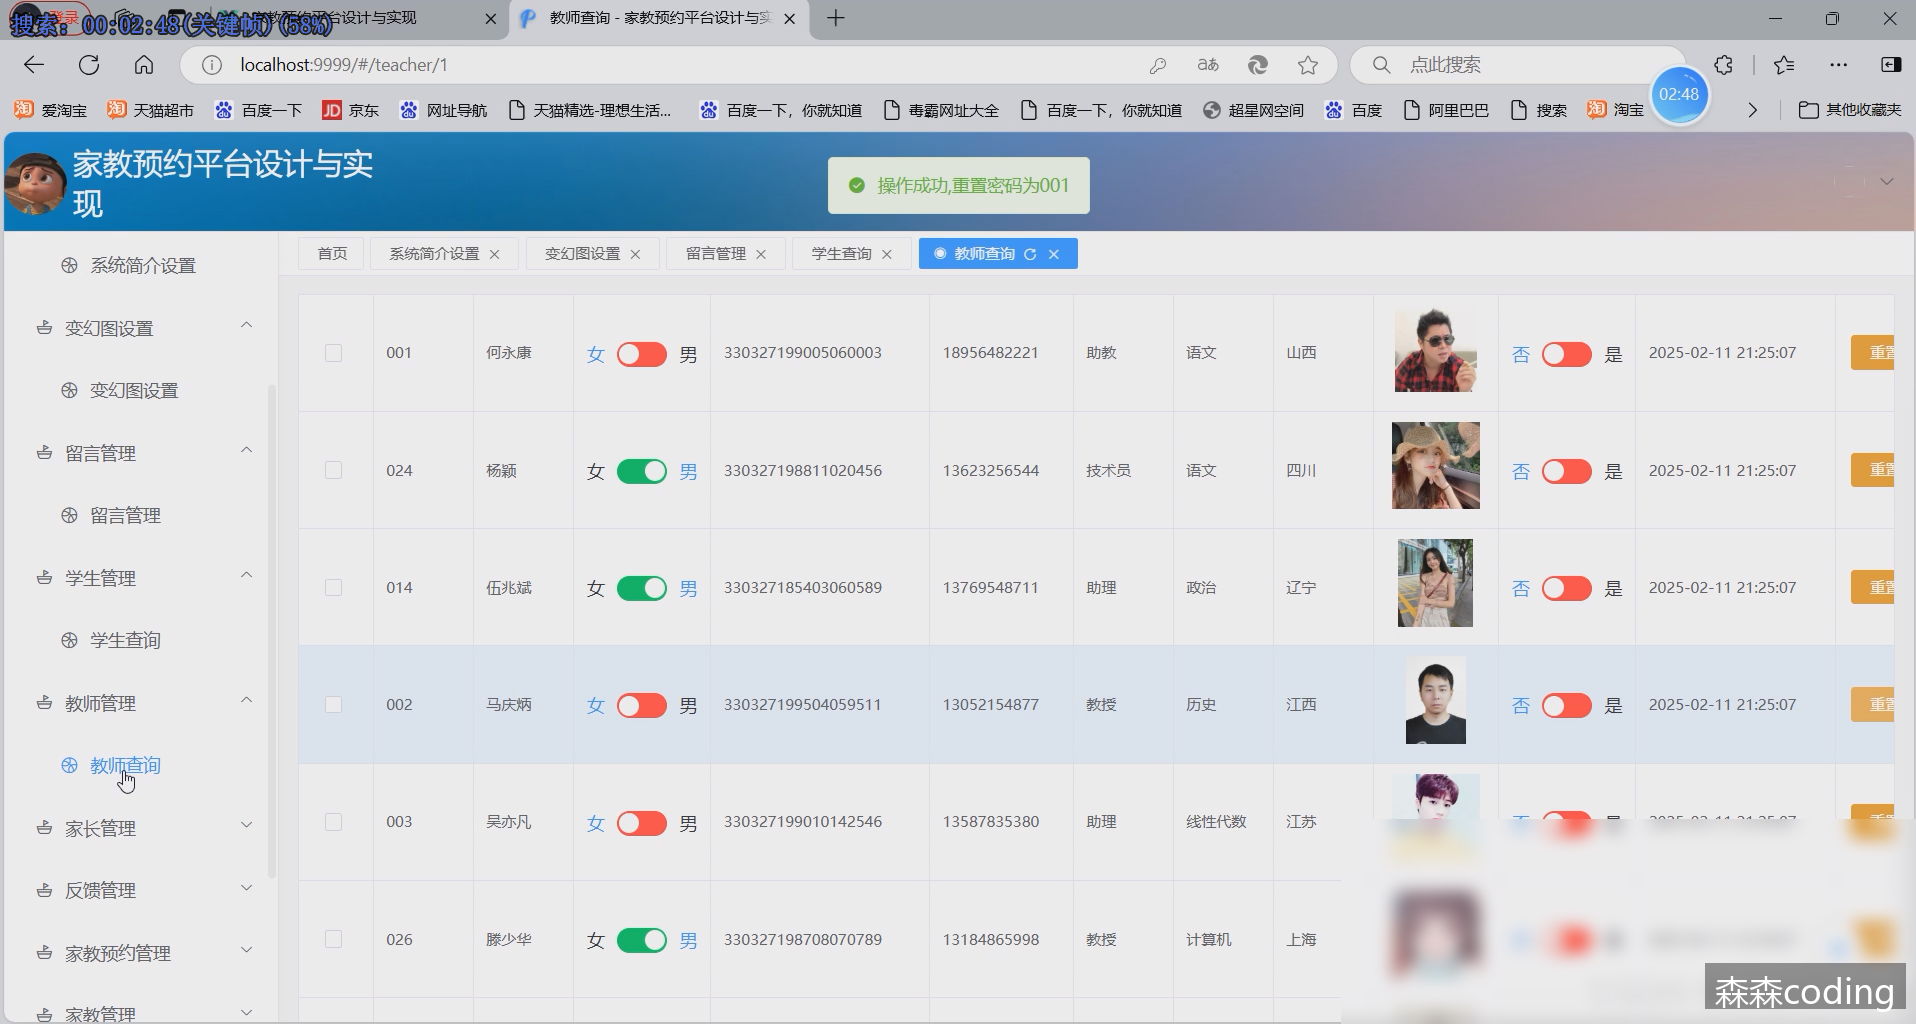 搜索: 00:02:48(关键帧)(58%)
家教预约平台设计与实现
教师查询 - 家教预约平台设计与实
localhost:9999/#/teacher/1
点此搜索
爱淘宝
天猫超市
百度一下
JD 京东
网址导航
天猫精选-理想生活...
百度一下，你就知道
毒霸网址大全
百度一下，你就知道
超星网空间
百度
阿里巴巴
搜索
淘宝
02:48
其他收藏夹
家教预约平台设计与实
现
操作成功,重置密码为001
系统简介设置
变幻图设置
变幻图设置
留言管理
留言管理
学生管理
学生查询
教师管理
教师查询
家长管理
反馈管理
家教预约管理
家教管理
首页 系统简介设置 变幻图设置 留言管理 学生查询 教师查询
001 何永康 女 男 330327199005060003 18956482221 助教 语文 山西 否 是 2025-02-11 21:25:07
024 杨颖 女 男 330327198811020456 13623256544 技术员 语文 四川 否 是 2025-02-11 21:25:07
014 伍兆斌 女 男 330327185403060589 13769548711 助理 政治 辽宁 否 是 2025-02-11 21:25:07
002 马庆炳 女 男 330327199504059511 13052154877 教授 历史 江西 否 是 2025-02-11 21:25:07
003 吴亦凡 女 男 330327199010142546 13587835380 助理 线性代数 江苏
026 滕少华 女 男 330327198708070789 13184865998 教授 计算机 上海
森森coding